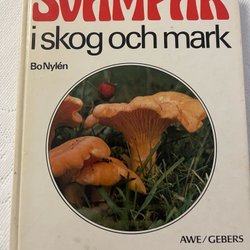 SVAMPAR
i skog och mark
Bo Nylén
AWE/GEBERS